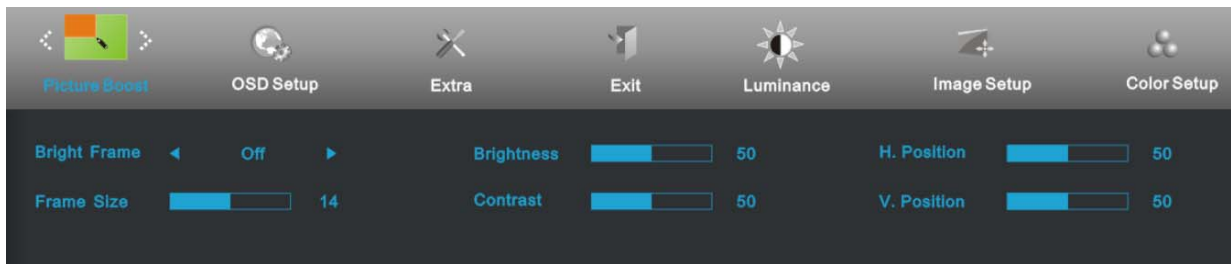 Picture Boost OSD Setup Extra Exit Luminance Image Setup Color Setup
Bright Frame Off Brightness 50 H. Position 50
Frame Size 14 Contrast 50 V. Position 50